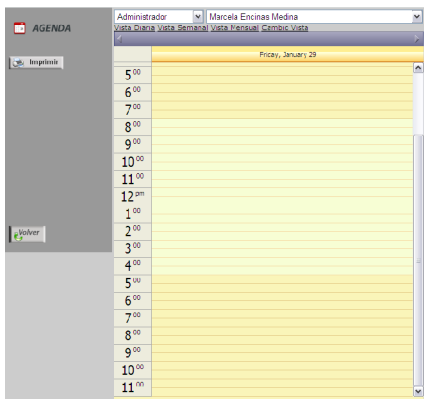 AGENDA
Imprimir
Volver
Administrador
Marcela Encinas Medina
Vista Diaria Vista Semanal Vista Mensual Cambio Vista
Friday, January 29
5 00
6 00
7 00
8 00
9 00
10 00
11 00
12 pm
1 00
2 00
3 00
4 00
5 00
6 00
7 00
8 00
9 00
10 00
11 00